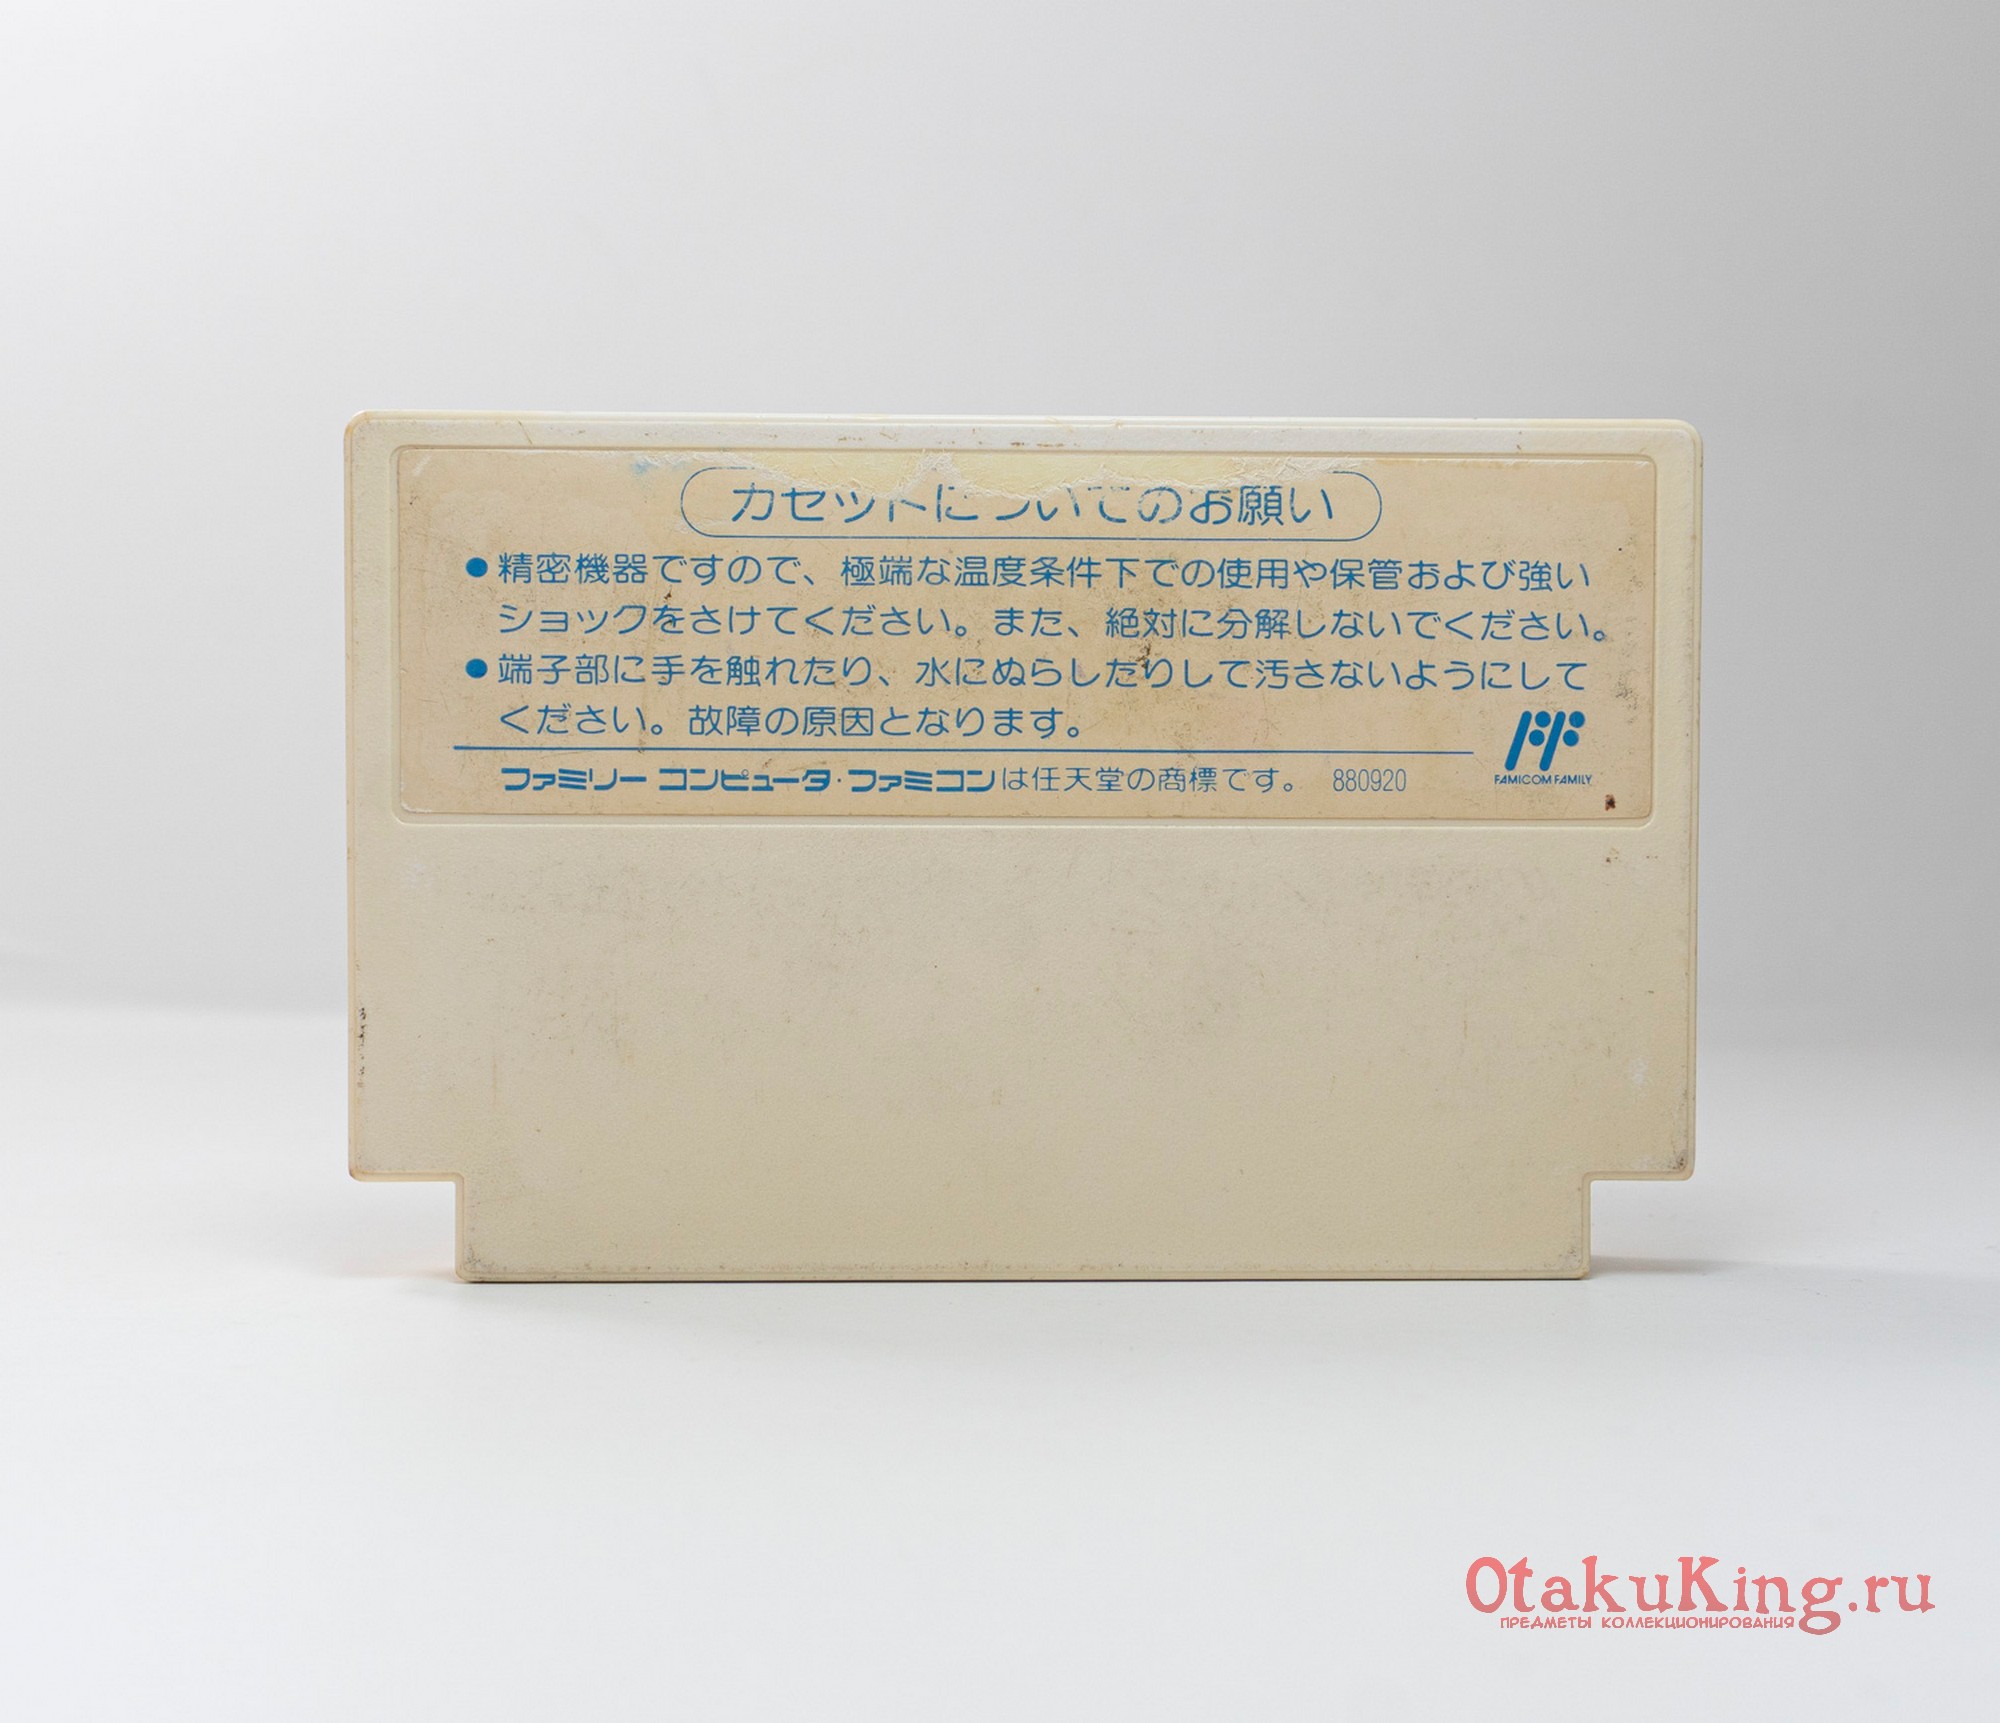 カセットについてのお願い
●精密機器ですので、極端な温度条件下での使用や保管および強い
ショックをさけてください。また、絶対に分解しないでください。
●端子部に手を触れたり、水にぬらしたりして汚さないようにして
ください。故障の原因となります。
ファミリー コンピュータ・ファミコンは任天堂の商標です。 880920
FAMICOM FAMILY
OtakuKing.ru
ПРЕДМЕТЫ КОЛЛЕКЦИОНИРОВАНИЯ